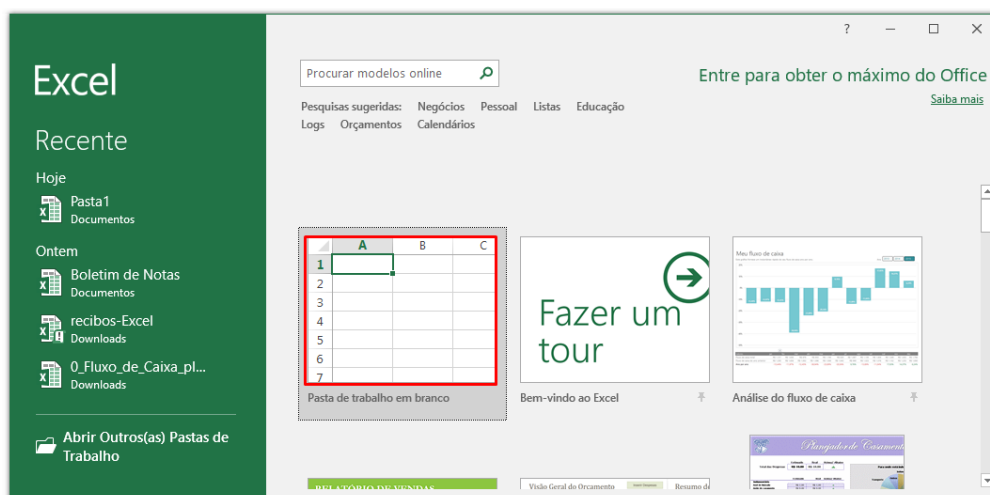 ?
Excel
Procurar modelos online
Entre para obter o máximo do Office
Saiba mais
Pesquisas sugeridas: Negócios Pessoal Listas Educação
Logs Orçamentos Calendários
Recente
Hoje
Pasta1
Documentos
Ontem
Boletim de Notas
Documentos
recibos-Excel
Downloads
0_Fluxo_de_Caixa_pl...
Downloads
Abrir Outros(as) Pastas de
Trabalho
A B C
1
2
3
4
5
6
7
Pasta de trabalho em branco
Fazer um
tour
Bem-vindo ao Excel
Meu fluxo de caixa
Análise do fluxo de caixa
RELATÓRIO DE VENDAS
Visão Geral do Orçamento
Planejador de Casamento